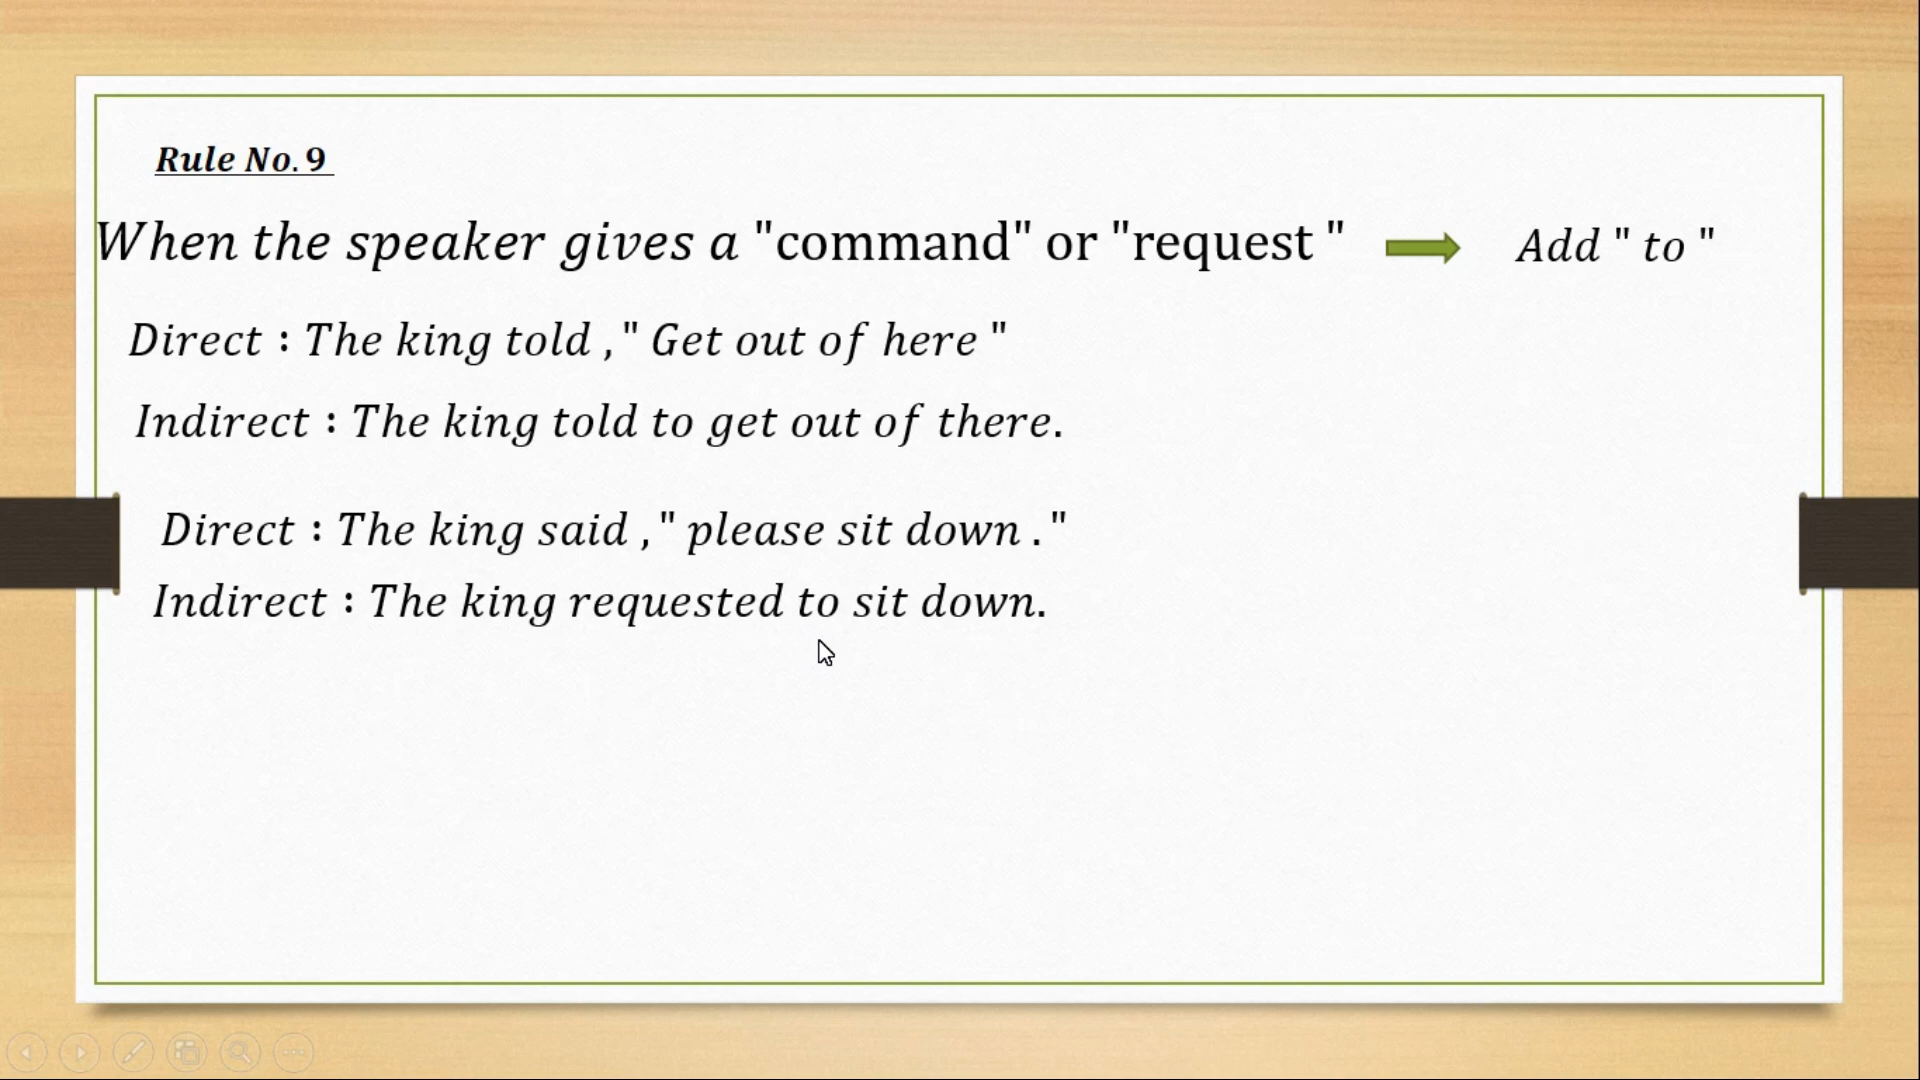 Rule No.9
When the speaker gives a "command" or "request " Add " to "
Direct : The king told ," Get out of here "
Indirect : The king told to get out of there.
Direct : The king said ," please sit down ."
Indirect : The king requested to sit down.